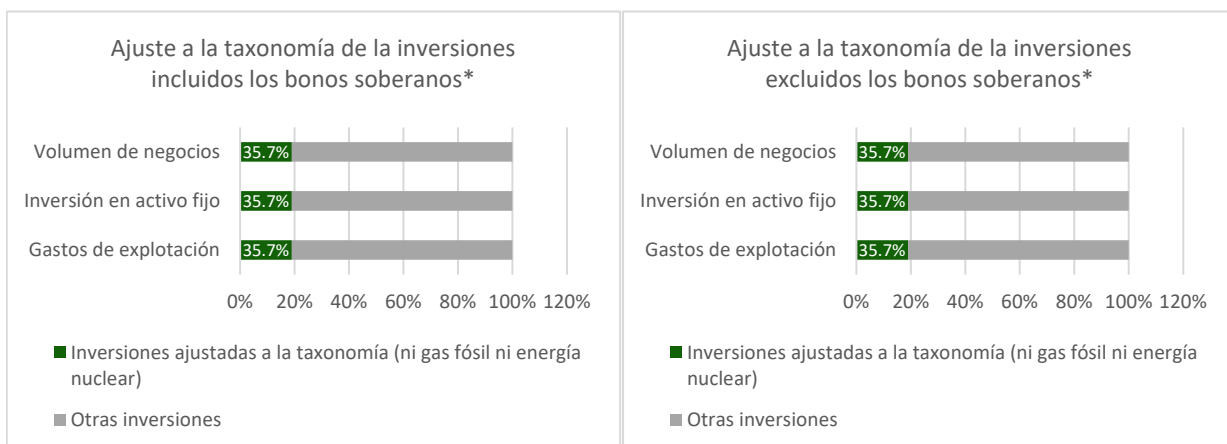 Ajuste a la taxonomía de la inversiones
incluidos los bonos soberanos*
Volumen de negocios
35.7%
Inversión en activo fijo
35.7%
Gastos de explotación
35.7%
0% 20% 40% 60% 80% 100% 120%
Inversiones ajustadas a la taxonomía (ni gas fósil ni energía
nuclear)
Otras inversiones
Ajuste a la taxonomía de la inversiones
excluidos los bonos soberanos*
Volumen de negocios
35.7%
Inversión en activo fijo
35.7%
Gastos de explotación
35.7%
0% 20% 40% 60% 80% 100% 120%
Inversiones ajustadas a la taxonomía (ni gas fósil ni energía
nuclear)
Otras inversiones